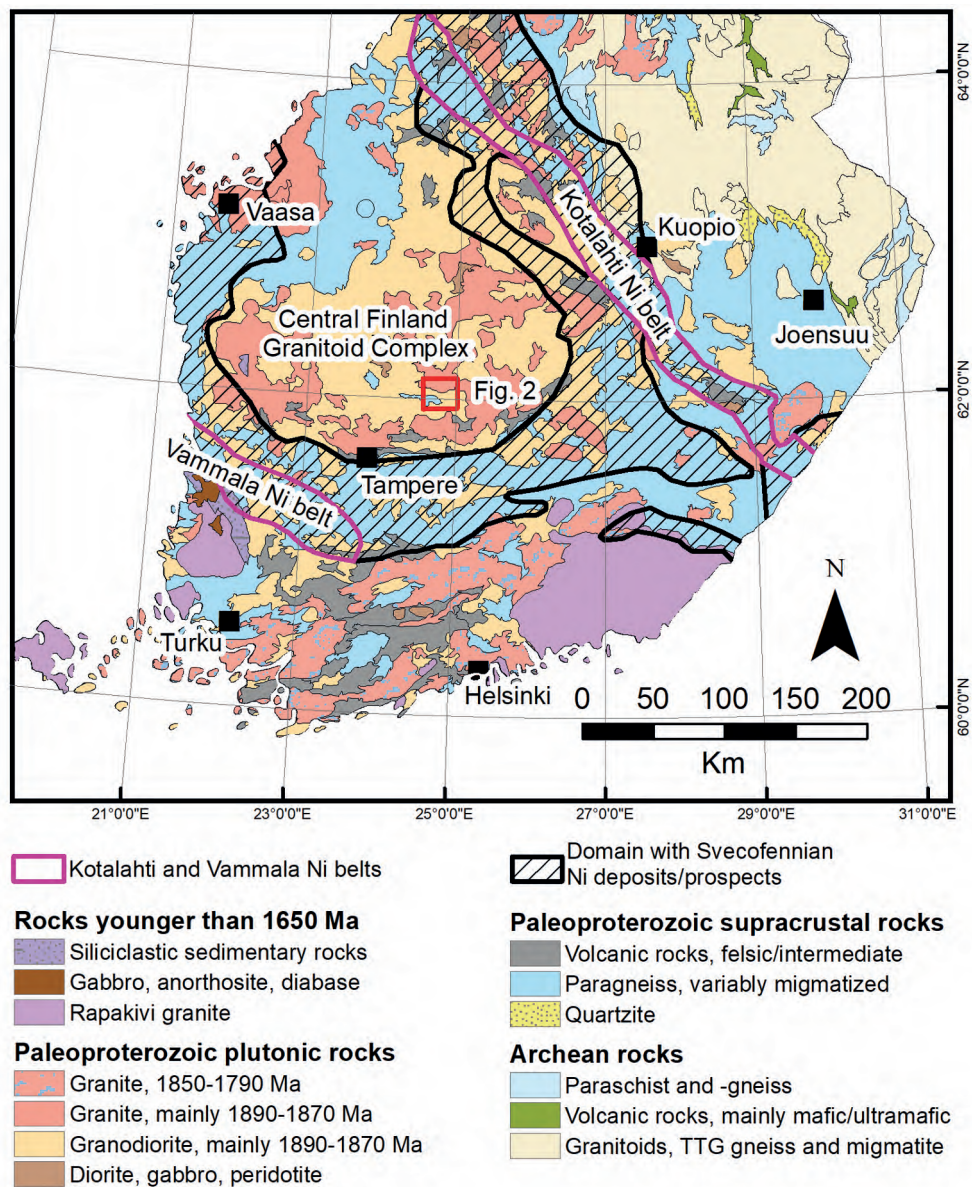 64°0'0"N
Vaasa
Kuopio
Kotalahti Ni belt
Joensuu
Central Finland
Granitoid Complex
Fig. 2
62°0'0"N
Vammala Ni belt
Tampere
N
Turku
Helsinki
0 50 100 150 200
Km
60°0'0"N
21°0'0"E 23°0'0"E 25°0'0"E 27°0'0"E 29°0'0"E 31°0'0"E
Kotalahti and Vammala Ni belts
Domain with Svecofennian
Ni deposits/prospects
Rocks younger than 1650 Ma
Siliciclastic sedimentary rocks
Gabbro, anorthosite, diabase
Rapakivi granite
Paleoproterozoic plutonic rocks
Granite, 1850-1790 Ma
Granite, mainly 1890-1870 Ma
Granodiorite, mainly 1890-1870 Ma
Diorite, gabbro, peridotite
Paleoproterozoic supracrustal rocks
Volcanic rocks, felsic/intermediate
Paragneiss, variably migmatized
Quartzite
Archean rocks
Paraschist and -gneiss
Volcanic rocks, mainly mafic/ultramafic
Granitoids, TTG gneiss and migmatite